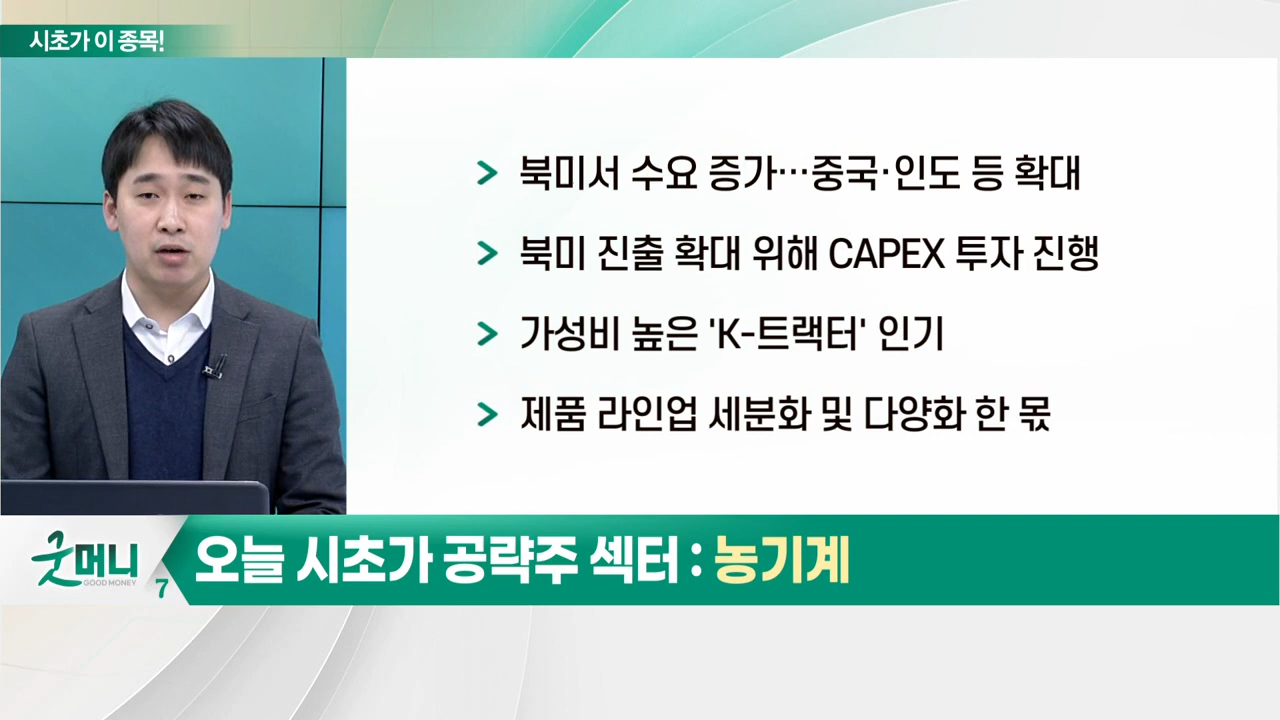 시초가 이 종목!
> 북미서 수요 증가…중국·인도 등 확대
> 북미 진출 확대 위해 CAPEX 투자 진행
> 가성비 높은 'K-트랙터' 인기
> 제품 라인업 세분화 및 다양화 한 몫
굿머니
GOOD MONEY
7
오늘 시초가 공략주 섹터 : 농기계